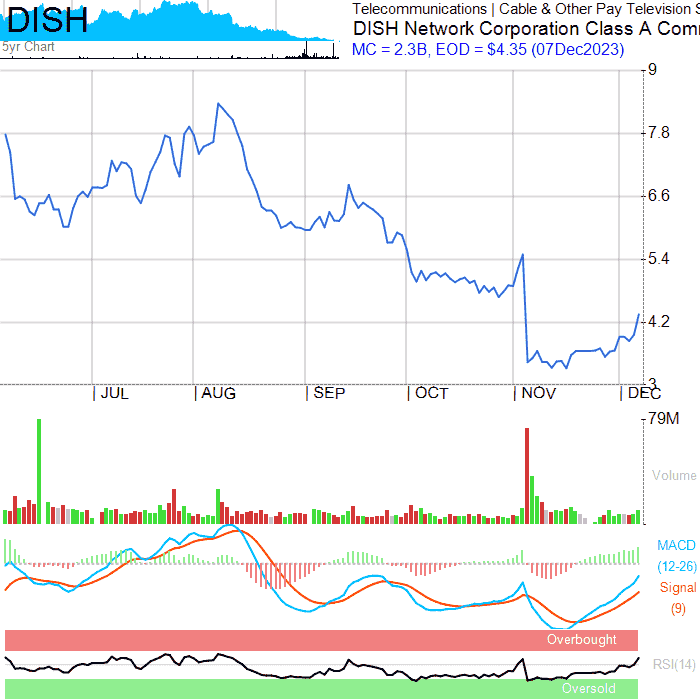 DISH
Telecommunications | Cable & Other Pay Television S
DISH Network Corporation Class A Com
5yr Chart
MC = 2.3B, EOD = $4.35 (07Dec2023)
9
7.8
6.6
5.4
4.2
3
JUL AUG SEP OCT NOV DEC
79M
Volume
MACD
(12-26)
Signal
(9)
Overbought
RSI(14)
Oversold